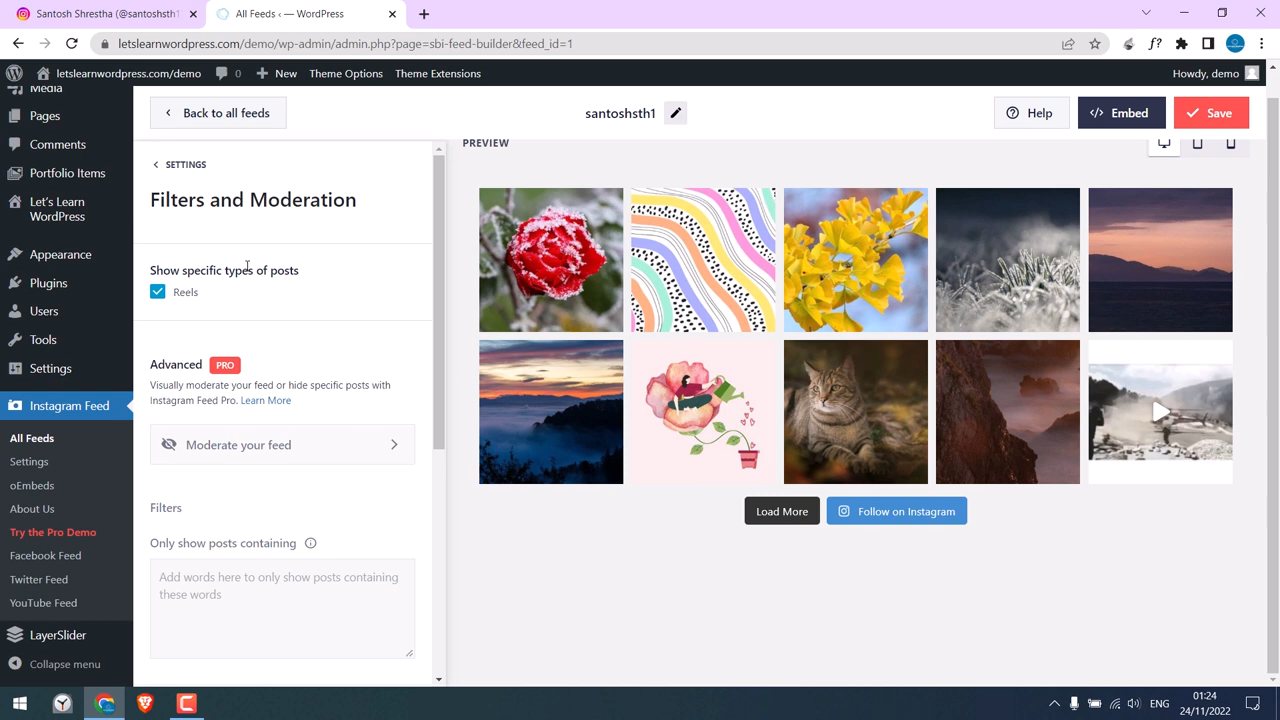 Santosh Shrestha (@santoshsth1)
All Feeds ‹ — WordPress
letslearnwordpress.com/demo/wp-admin/admin.php?page=sbi-feed-builder&feed_id=1
letslearnwordpress.com/demo
0
New
Theme Options
Theme Extensions
Howdy, demo
Media
Pages
Comments
Portfolio Items
Let's Learn
WordPress
Appearance
Plugins
Users
Tools
Settings
Instagram Feed
All Feeds
Settings
oEmbeds
About Us
Try the Pro Demo
Facebook Feed
Twitter Feed
YouTube Feed
LayerSlider
Collapse menu
Back to all feeds
santoshsth1
Help
Embed
Save
SETTINGS
Filters and Moderation
Show specific types of posts
Reels
Advanced PRO
Visually moderate your feed or hide specific posts with
Instagram Feed Pro. Learn More
Moderate your feed
Filters
Only show posts containing
Add words here to only show posts containing
these words
PREVIEW
Load More
Follow on Instagram
ENG
01:24
24/11/2022